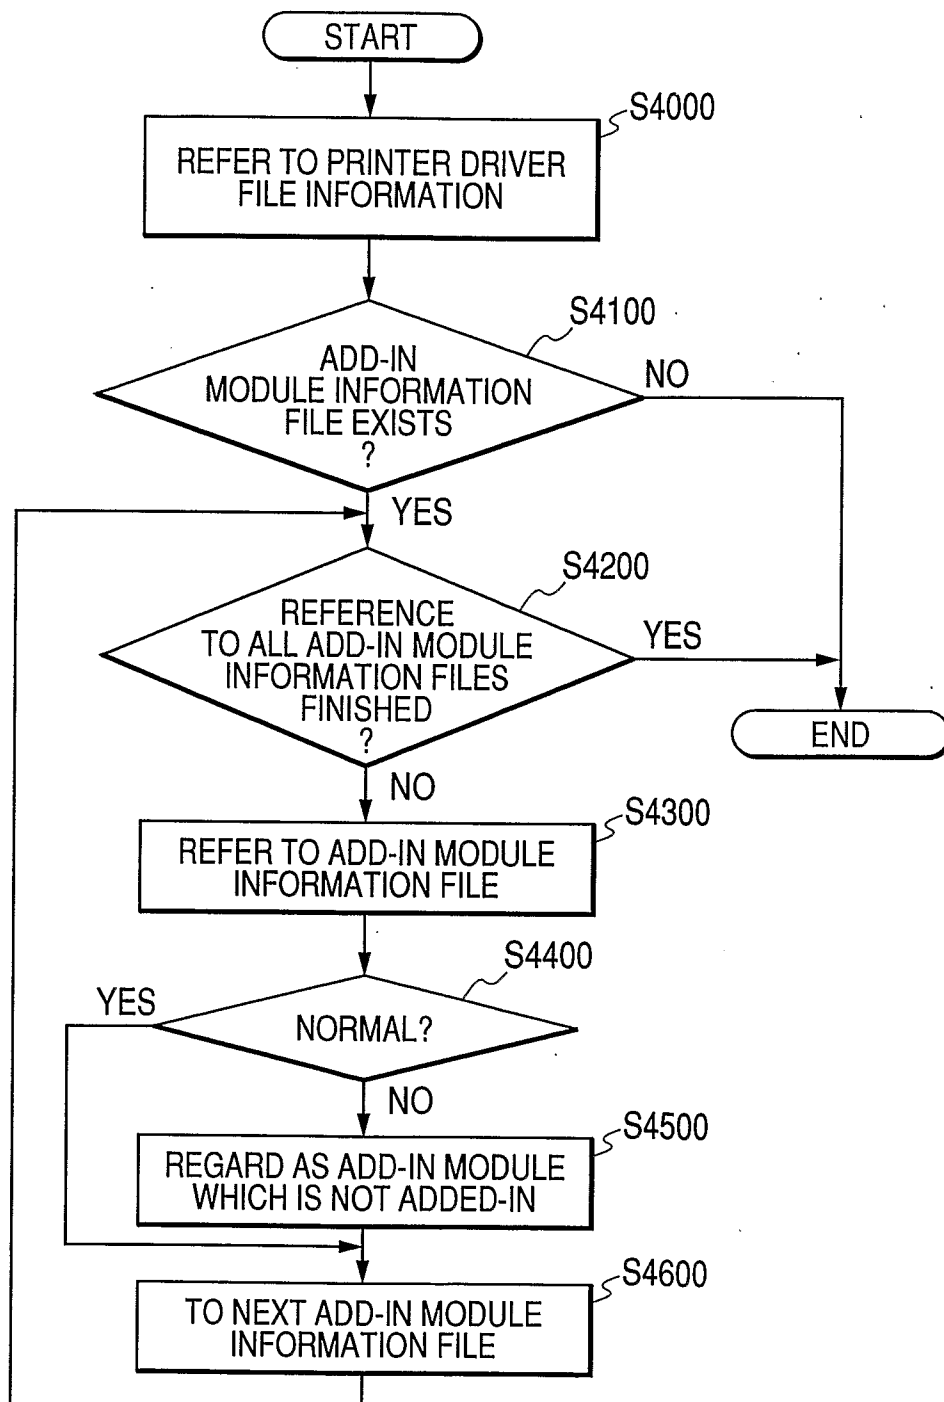 START
S4000
REFER TO PRINTER DRIVER
FILE INFORMATION
S4100
ADD-IN
MODULE INFORMATION
FILE EXISTS
?
NO
YES
S4200
REFERENCE
TO ALL ADD-IN MODULE
INFORMATION FILES
FINISHED
?
YES
END
NO
S4300
REFER TO ADD-IN MODULE
INFORMATION FILE
S4400
YES
NORMAL?
NO
S4500
REGARD AS ADD-IN MODULE
WHICH IS NOT ADDED-IN
S4600
TO NEXT ADD-IN MODULE
INFORMATION FILE